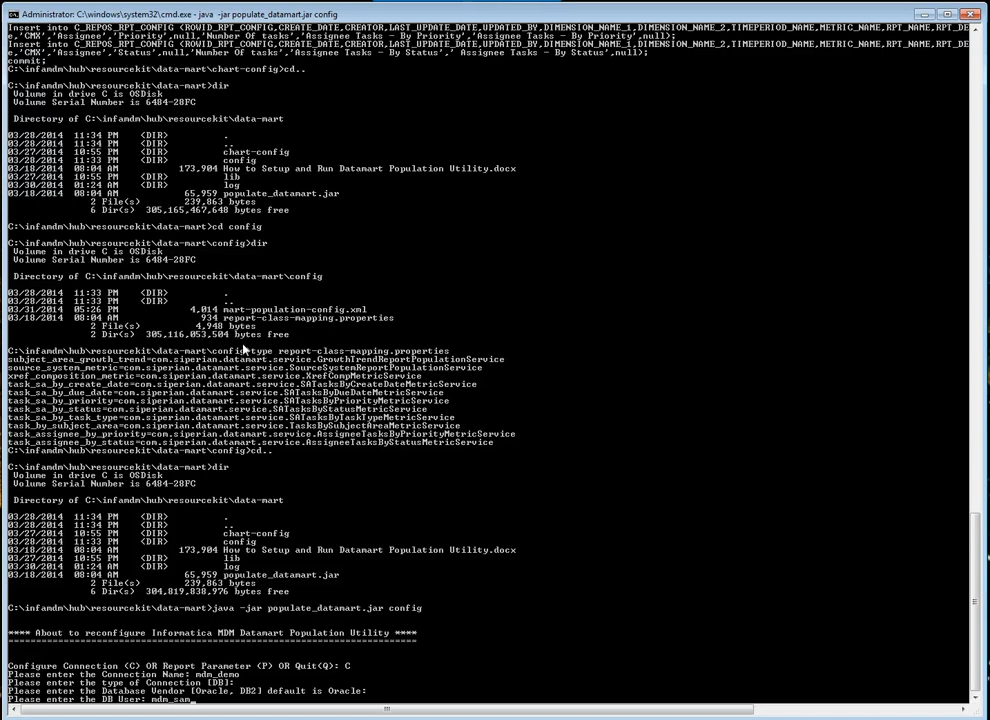 Administrator: C:\windows\system32\cmd.exe - java -jar populate_datamart.jar config
Insert into C_REPOS_RPT_CONFIG (ROWID_RPT_CONFIG,CREATE_DATE,CREATOR,LAST_UPDATE_DATE,UPDATED_BY,DIMENSION_NAME_1,DIMENSION_NAME_2,TIMEPERIOD_NAME,METRIC_NAME,RPT_NAME,RPT_DE
e,'CMX','Assignee','Priority',null,'Number Of tasks','Assignee Tasks - By Priority','Assignee Tasks - By Priority',null);
Insert into C_REPOS_RPT_CONFIG (ROWID_RPT_CONFIG,CREATE_DATE,CREATOR,LAST_UPDATE_DATE,UPDATED_BY,DIMENSION_NAME_1,DIMENSION_NAME_2,TIMEPERIOD_NAME,METRIC_NAME,RPT_NAME,RPT_DE
e,'CMX','Assignee','Status',null,'Number Of tasks','Assignee Tasks - By Status','Assignee Tasks - By Status',null);
commit;
C:\infamdm\hub\resourcekit\data-mart\chart-config>cd..
C:\infamdm\hub\resourcekit\data-mart>dir
Volume in drive C is OSDisk
Volume Serial Number is 6484-28FC
Directory of C:\infamdm\hub\resourcekit\data-mart
03/28/2014 11:34 PM <DIR> .
03/28/2014 11:34 PM <DIR> ..
03/27/2014 10:55 PM <DIR> chart-config
03/28/2014 11:33 PM <DIR> config
03/18/2014 08:04 AM 173,904 How to Setup and Run Datamart Population Utility.docx
03/27/2014 10:55 PM <DIR> lib
03/30/2014 01:24 AM <DIR> log
03/18/2014 08:04 AM 65,959 populate_datamart.jar
2 File(s) 239,863 bytes
6 Dir(s) 305,165,467,648 bytes free
C:\infamdm\hub\resourcekit\data-mart>cd config
C:\infamdm\hub\resourcekit\data-mart\config>dir
Volume in drive C is OSDisk
Volume Serial Number is 6484-28FC
Directory of C:\infamdm\hub\resourcekit\data-mart\config
03/28/2014 11:33 PM <DIR> .
03/28/2014 11:33 PM <DIR> ..
03/31/2014 05:26 PM 4,014 mart-population-config.xml
03/18/2014 08:04 AM 934 report-class-mapping.properties
2 File(s) 4,948 bytes
2 Dir(s) 305,116,053,504 bytes free
C:\infamdm\hub\resourcekit\data-mart\config>type report-class-mapping.properties
subject_area_growth_trend=com.siperian.datamart.service.GrowthTrendReportPopulationService
source_system_metric=com.siperian.datamart.service.SourceSystemReportPopulationService
xref_composition_metric=com.siperian.datamart.service.XrefCompMetricService
task_sa_by_create_date=com.siperian.datamart.service.SATasksByCreateDateMetricService
task_sa_by_due_date=com.siperian.datamart.service.SATasksByDueDateMetricService
task_sa_by_priority=com.siperian.datamart.service.SATasksByPriorityMetricService
task_sa_by_status=com.siperian.datamart.service.SATasksByStatusMetricService
task_sa_by_task_type=com.siperian.datamart.service.SATasksByTaskTypeMetricService
task_by_subject_area=com.siperian.datamart.service.TasksBySubjectAreaMetricService
task_assignee_by_priority=com.siperian.datamart.service.AssigneeTasksByPriorityMetricService
task_assignee_by_status=com.siperian.datamart.service.AssigneeTasksByStatusMetricService
C:\infamdm\hub\resourcekit\data-mart\config>cd..
C:\infamdm\hub\resourcekit\data-mart>dir
Volume in drive C is OSDisk
Volume Serial Number is 6484-28FC
Directory of C:\infamdm\hub\resourcekit\data-mart
03/28/2014 11:34 PM <DIR> .
03/28/2014 11:34 PM <DIR> ..
03/27/2014 10:55 PM <DIR> chart-config
03/28/2014 11:33 PM <DIR> config
03/18/2014 08:04 AM 173,904 How to Setup and Run Datamart Population Utility.docx
03/27/2014 10:55 PM <DIR> lib
03/30/2014 01:24 AM <DIR> log
03/18/2014 08:04 AM 65,959 populate_datamart.jar
2 File(s) 239,863 bytes
6 Dir(s) 304,819,838,976 bytes free
C:\infamdm\hub\resourcekit\data-mart>java -jar populate_datamart.jar config
**** About to reconfigure Informatica MDM Datamart Population Utility ****
==========================================================================
Configure Connection (C) OR Report Parameter (P) OR Quit(Q): C
Please enter the Connection Name: mdm_demo
Please enter the type of Connection [DB]:
Please enter the Database Vendor [Oracle, DB2] default is Oracle:
Please enter the DB User: mdm_sam_